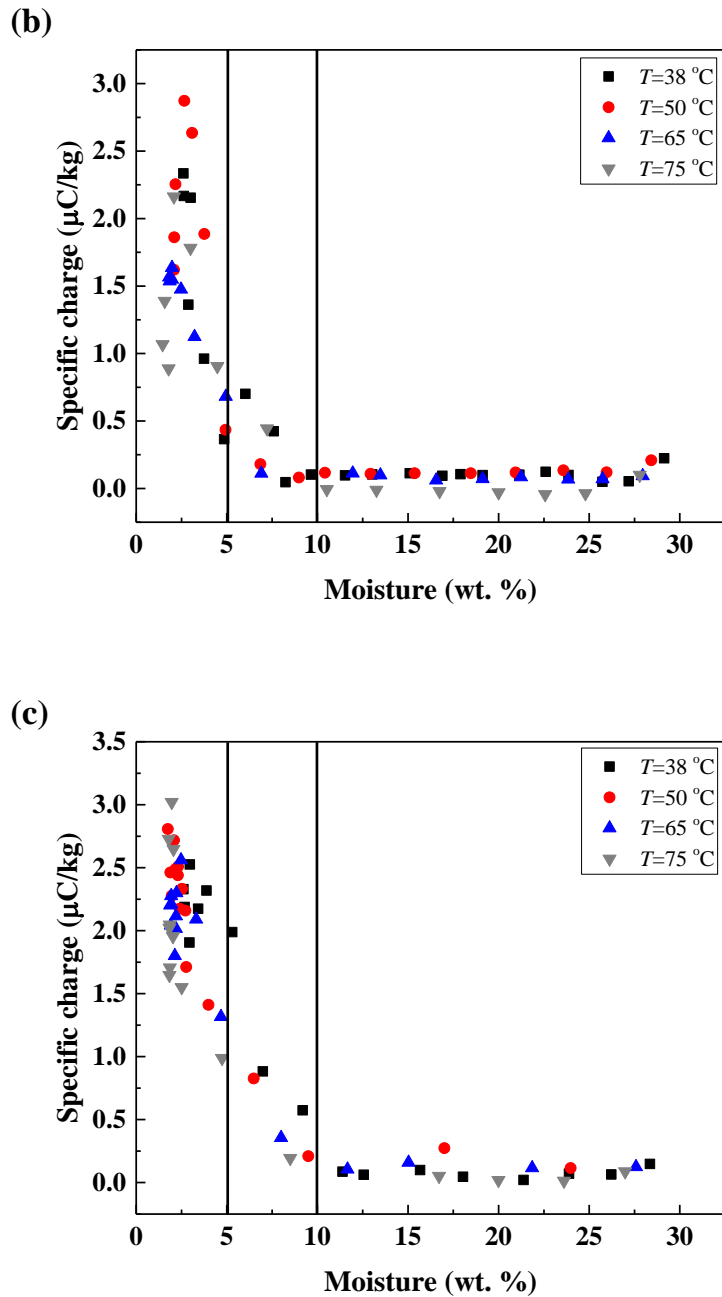 (b)
3.0
2.5
2.0
1.5
1.0
0.5
0.0
Specific charge (μC/kg)
T=38 °C
T=50 °C
T=65 °C
T=75 °C
0 5 10 15 20 25 30
Moisture (wt. %)
(c)
3.5
3.0
2.5
2.0
1.5
1.0
0.5
0.0
Specific charge (μC/kg)
T=38 °C
T=50 °C
T=65 °C
T=75 °C
0 5 10 15 20 25 30
Moisture (wt. %)